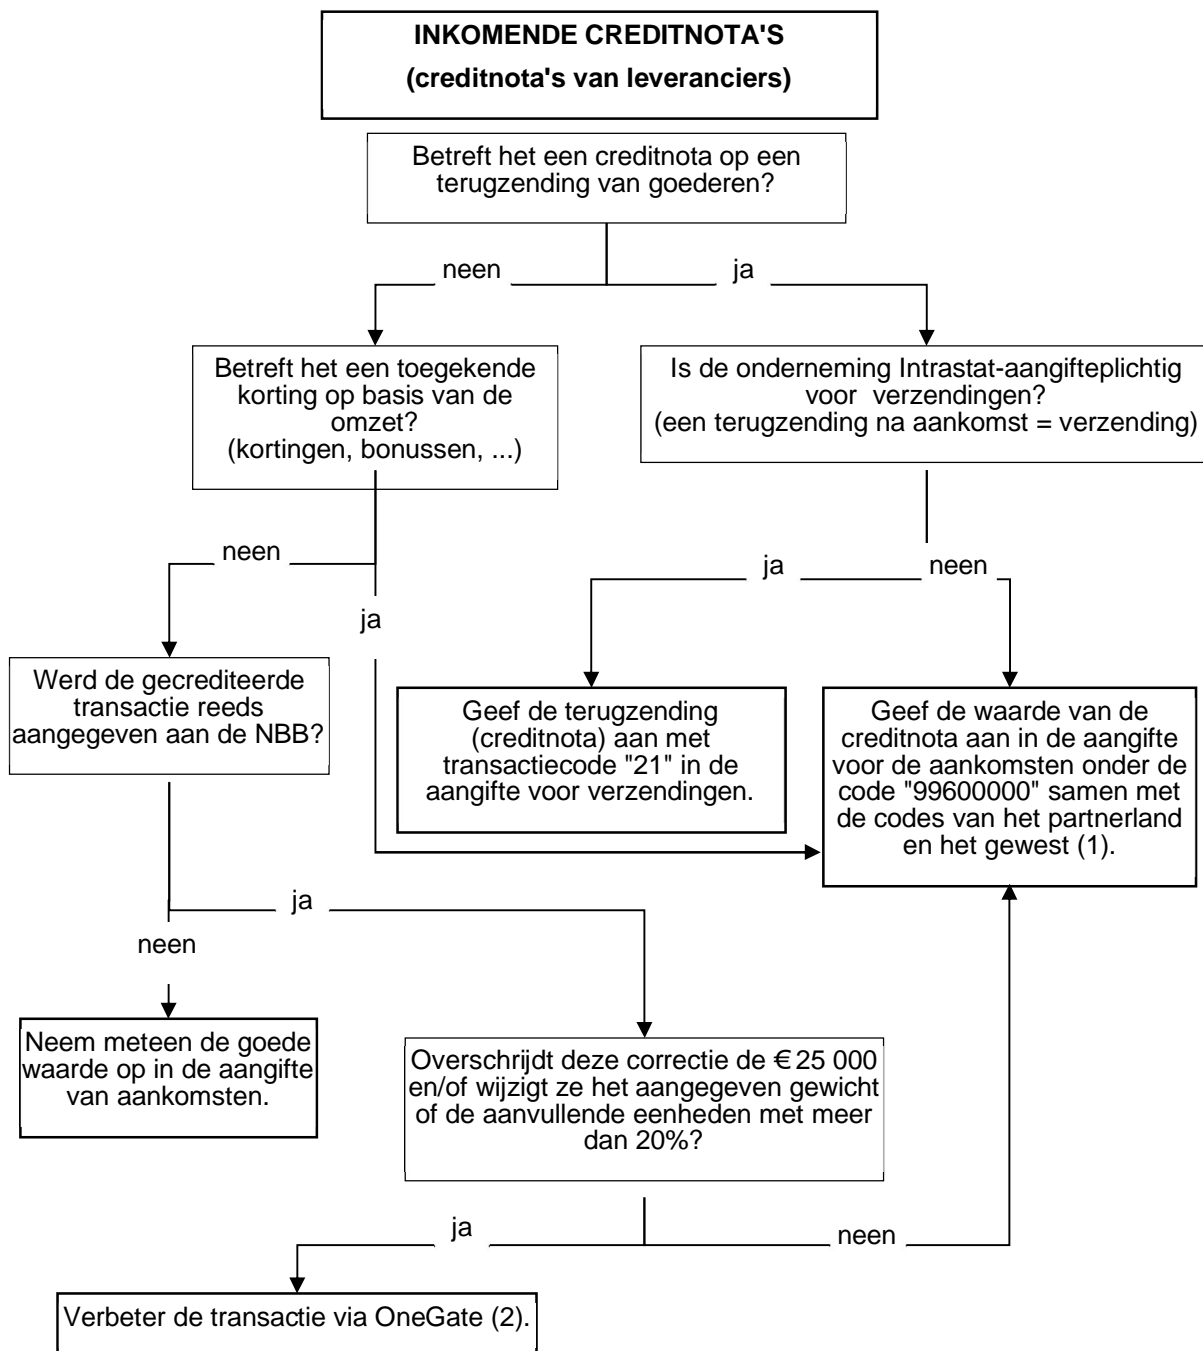 INKOMENDE CREDITNOTA'S
(creditnota's van leveranciers)
Betreft het een creditnota op een
terugzending van goederen?
neen
ja
Betreft het een toegekende
korting op basis van de
omzet?
(kortingen, bonussen, ...)
Is de onderneming Intrastat-aangifteplichtig
voor verzendingen?
(een terugzending na aankomst = verzending)
neen
ja
ja
neen
Werd de gecrediteerde
transactie reeds
aangegeven aan de NBB?
Geef de terugzending
(creditnota) aan met
transactiecode "21" in de
aangifte voor verzendingen.
Geef de waarde van de
creditnota aan in de aangifte
voor de aankomsten onder de
code "99600000" samen met
de codes van het partnerland
en het gewest (1).
ja
neen
Neem meteen de goede
waarde op in de aangifte
van aankomsten.
Overschrijdt deze correctie de € 25 000
en/of wijzigt ze het aangegeven gewicht
of de aanvullende eenheden met meer
dan 20%?
ja
neen
Verbeter de transactie via OneGate (2).